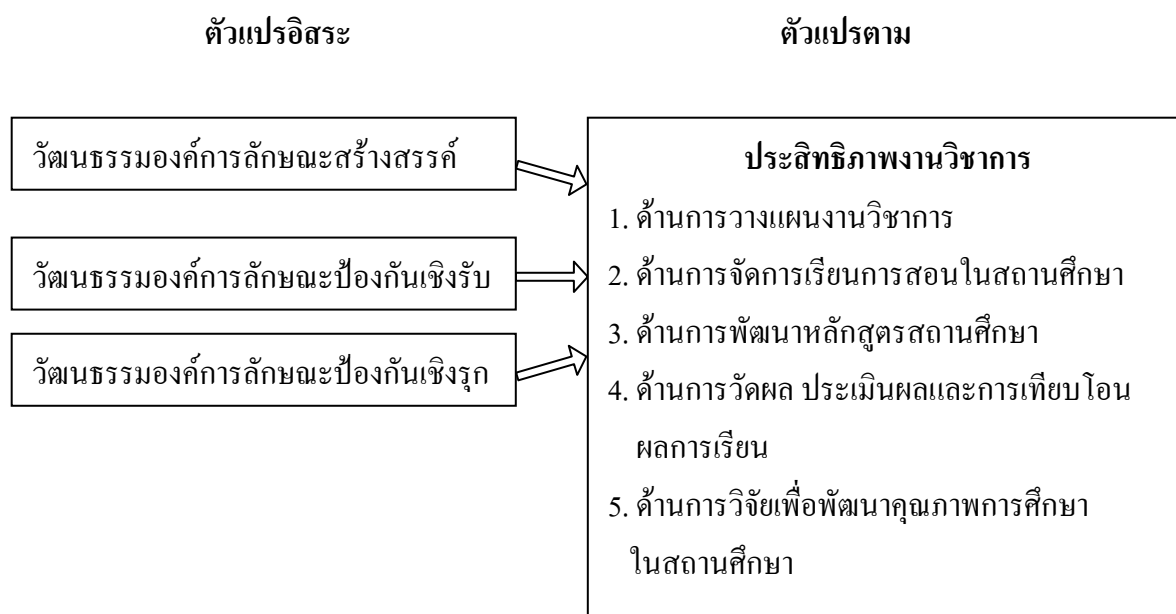 ตัวแปรอิสระ
ตัวแปรตาม
วัฒนธรรมองค์การลักษณะสร้างสรรค์
วัฒนธรรมองค์การลักษณะป้องกันเชิงรับ
วัฒนธรรมองค์การลักษณะป้องกันเชิงรุก
ประสิทธิภาพงานวิชาการ
1. ด้านการวางแผนงานวิชาการ
2. ด้านการจัดการเรียนการสอนในสถานศึกษา
3. ด้านการพัฒนาหลักสูตรสถานศึกษา
4. ด้านการวัดผล ประเมินผลและการเทียบโอน
ผลการเรียน
5. ด้านการวิจัยเพื่อพัฒนาคุณภาพการศึกษา
ในสถานศึกษา